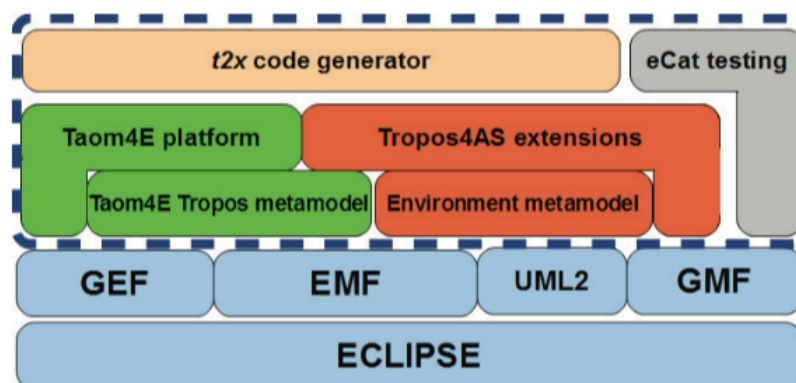 t2x code generator
eCat testing
Taom4E platform
Tropos4AS extensions
Taom4E Tropos metamodel
Environment metamodel
GEF
EMF
UML2
GMF
ECLIPSE